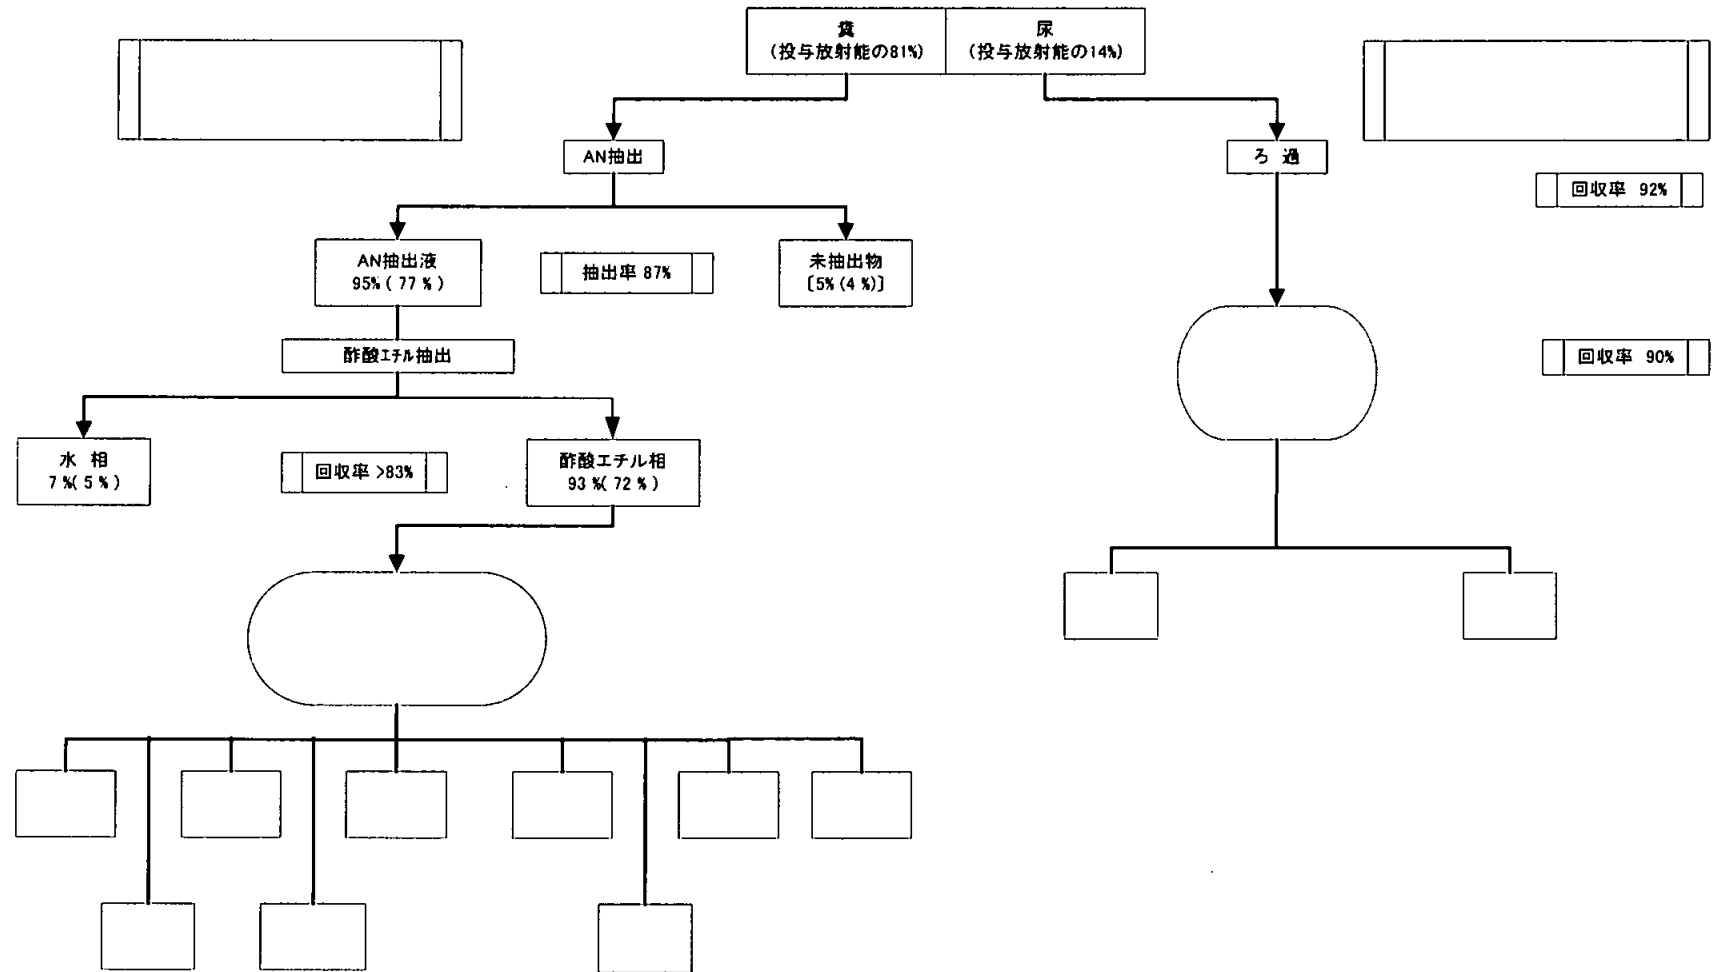 糞
(投与放射能の81%)
尿
(投与放射能の14%)
AN抽出
ろ 過
回収率 92%
AN抽出液
95% ( 77 % )
抽出率 87%
未抽出物
〔5% (4 %)〕
酢酸エチル抽出
回収率 90%
水 相
7 %( 5 % )
回収率 >83%
酢酸エチル相
93 %( 72 % )